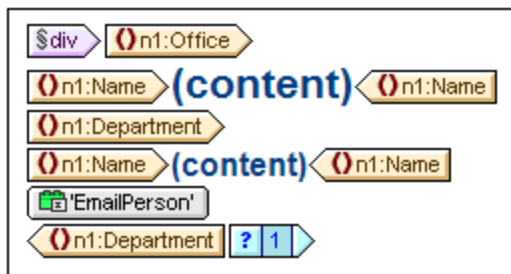 §div ()n1:Office
()n1:Name (content) ()n1:Name
()n1:Department
()n1:Name (content) ()n1:Name
'EmailPerson'
()n1:Department ? 1